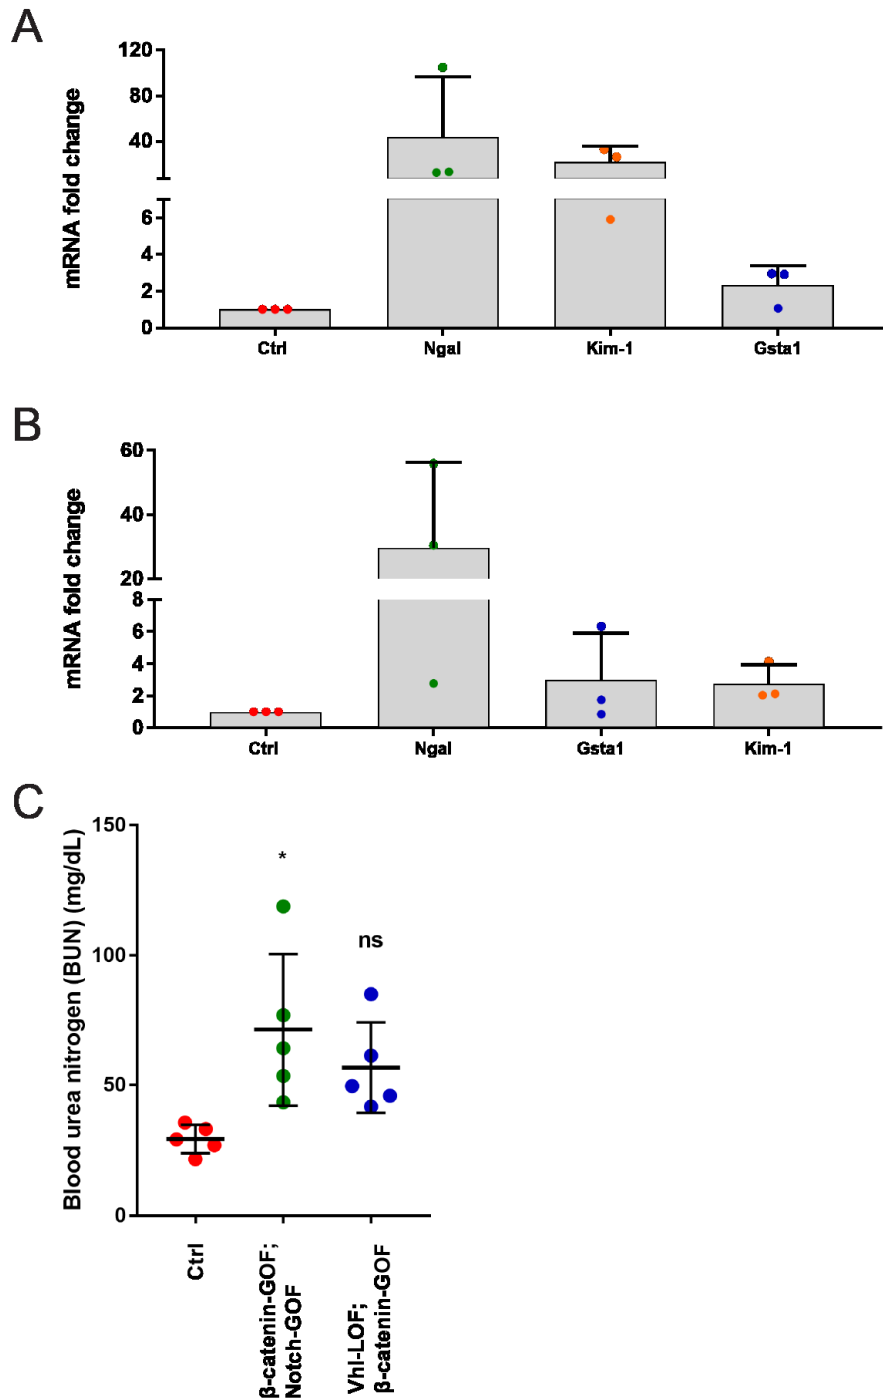 A
mRNA fold change
120
40
6
4
2
0
Ctrl
Ngal
Kim-1
Gsta1
B
mRNA fold change
60
40
20
8
6
4
2
0
Ctrl
Ngal
Gsta1
Kim-1
C
Blood urea nitrogen (BUN) (mg/dL)
150
100
50
0
*
ns
Ctrl
β-catenin-GOF;
Notch-GOF
Vhl-LOF;
β-catenin-GOF